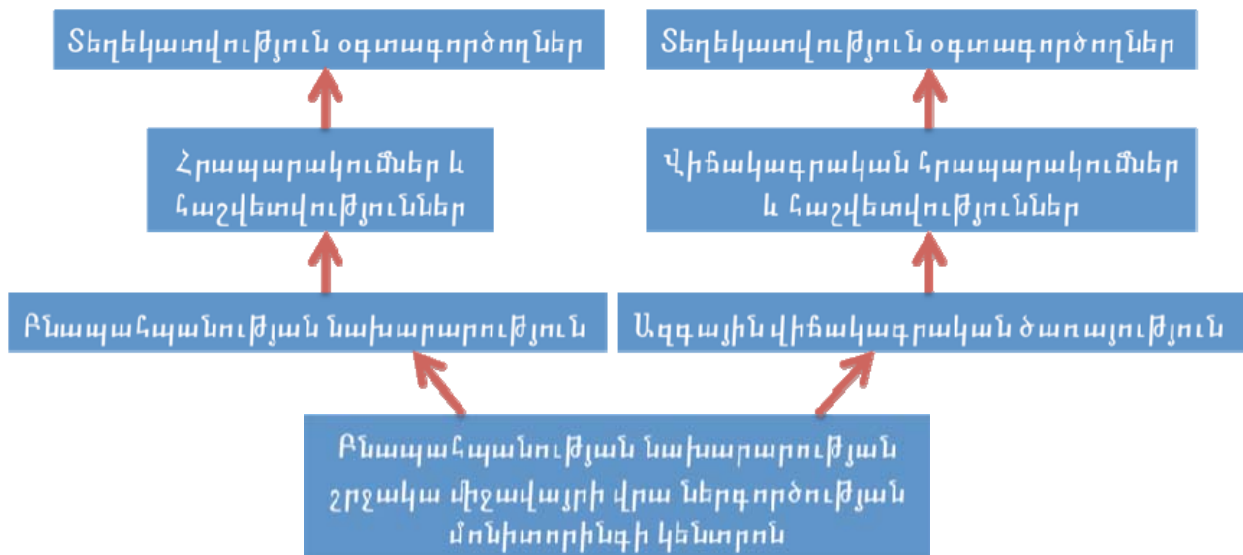 Տեղեկատվություն օգտագործողներ
Տեղեկատվություն օգտագործողներ
Հրապարակումներ և
հաշվետվություններ
Վիճակագրական հրապարակումներ
և հաշվետվություններ
Բնապահպանության նախարարություն
Ազգային վիճակագրական ծառայություն
Բնապահպանության նախարարության
շրջակա միջավայրի վրա ներգործության
մոնիտորինգի կենտրոն